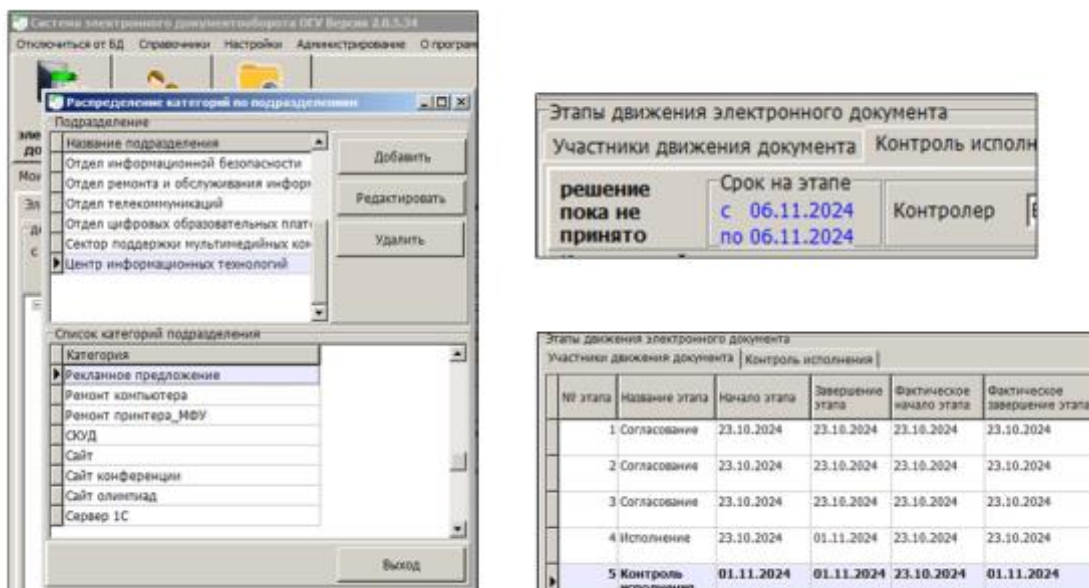 Система электронного документооборота ОГУ Версия 2.0.5.34
Отключиться от БД Справочники Настройки Администрирование О програм
Распределение категорий по подразделениям
Подразделение
Название подразделения
Отдел информационной безопасности
Отдел ремонта и обслуживания информ
Отдел телекоммуникаций
Отдел цифровых образовательных плат
Сектор поддержки мультимедийных кон
Центр информационных технологий
Добавить
Редактировать
Удалить
Список категорий подразделения
Категория
Рекланное предложение
Ремонт компьютера
Ремонт принтера_МФУ
СКУД
Сайт
Сайт конференции
Сайт олимпиад
Сервер 1С
Выход
Этапы движения электронного документа
Участники движения документа Контроль исполн
решение
пока не
принято
Срок на этапе
с 06.11.2024
по 06.11.2024
Контролер
Этапы движения электронного документа
Участники движения документа Контроль исполнения
№ этапа Название этапа Начало этапа Завершение этапа Фактическое начало этапа Фактическое завершение этапа
1 Согласование 23.10.2024 23.10.2024 23.10.2024 23.10.2024
2 Согласование 23.10.2024 23.10.2024 23.10.2024 23.10.2024
3 Согласование 23.10.2024 23.10.2024 23.10.2024 23.10.2024
4 Исполнение 23.10.2024 01.11.2024 23.10.2024 23.10.2024
5 Контроль исполнения 01.11.2024 01.11.2024 23.10.2024 01.11.2024